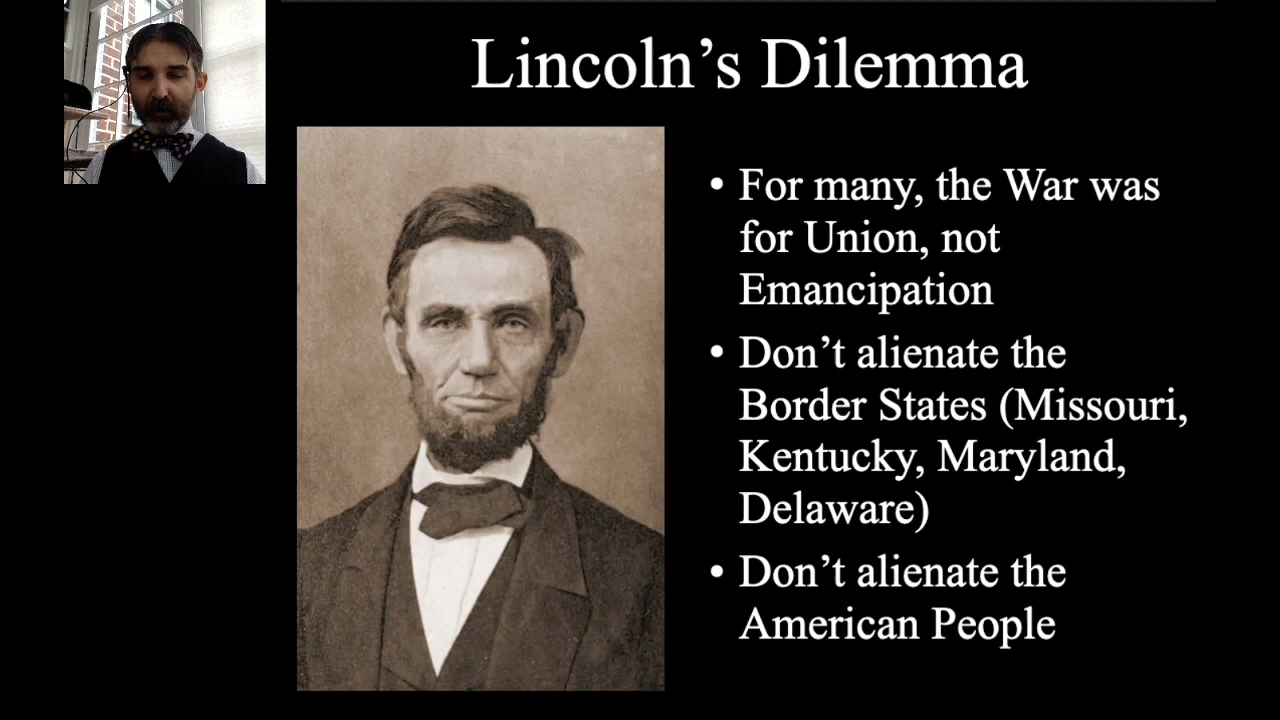 Lincoln’s Dilemma
• For many, the War was
for Union, not
Emancipation
• Don’t alienate the
Border States (Missouri,
Kentucky, Maryland,
Delaware)
• Don’t alienate the
American People